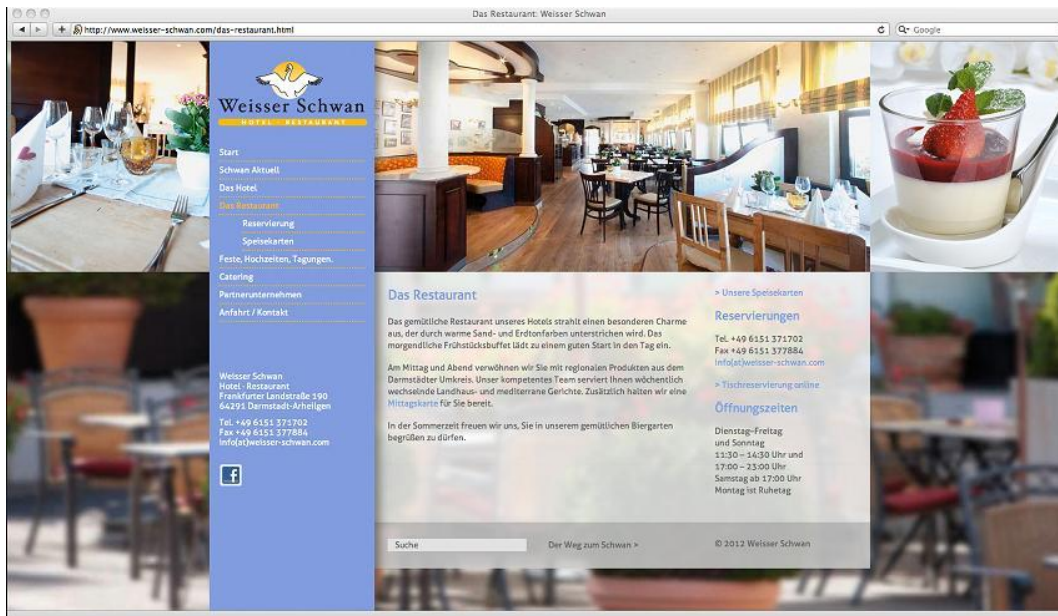 Das Restaurant: Weisser Schwan
http://www.weisser-schwan.com/das-restaurant.html
Google
Weisser Schwan
HOTEL · RESTAURANT
Start
Schwan Aktuell
Das Hotel
Das Restaurant
Reservierung
Speisekarten
Feste, Hochzeiten, Tagungen.
Catering
Partnerunternehmen
Anfahrt / Kontakt
Weisser Schwan
Hotel · Restaurant
Frankfurter Landstraße 190
64291 Darmstadt-Arheilgen
Tel. +49 6151 371702
Fax +49 6151 377884
info(at)weisser-schwan.com
Das Restaurant
Das gemütliche Restaurant unseres Hotels strahlt einen besonderen Charme
aus, der durch warme Sand- und Erdtonfarben unterstrichen wird. Das
morgendliche Frühstücksbuffet lädt zu einem guten Start in den Tag ein.
Am Mittag und Abend verwöhnen wir Sie mit regionalen Produkten aus dem
Darmstädter Umkreis. Unser kompetentes Team serviert Ihnen wöchentlich
wechselnde Landhaus- und mediterrane Gerichte. Zusätzlich halten wir eine
Mittagskarte für Sie bereit.
In der Sommerzeit freuen wir uns, Sie in unserem gemütlichen Biergarten
begrüßen zu dürfen.
> Unsere Speisekarten
Reservierungen
Tel. +49 6151 371702
Fax +49 6151 377884
info(at)weisser-schwan.com
> Tischreservierung online
Öffnungszeiten
Dienstag–Freitag
und Sonntag
11:30 – 14:30 Uhr und
17:00 – 23:00 Uhr
Samstag ab 17:00 Uhr
Montag ist Ruhetag
Suche
Der Weg zum Schwan >
© 2012 Weisser Schwan